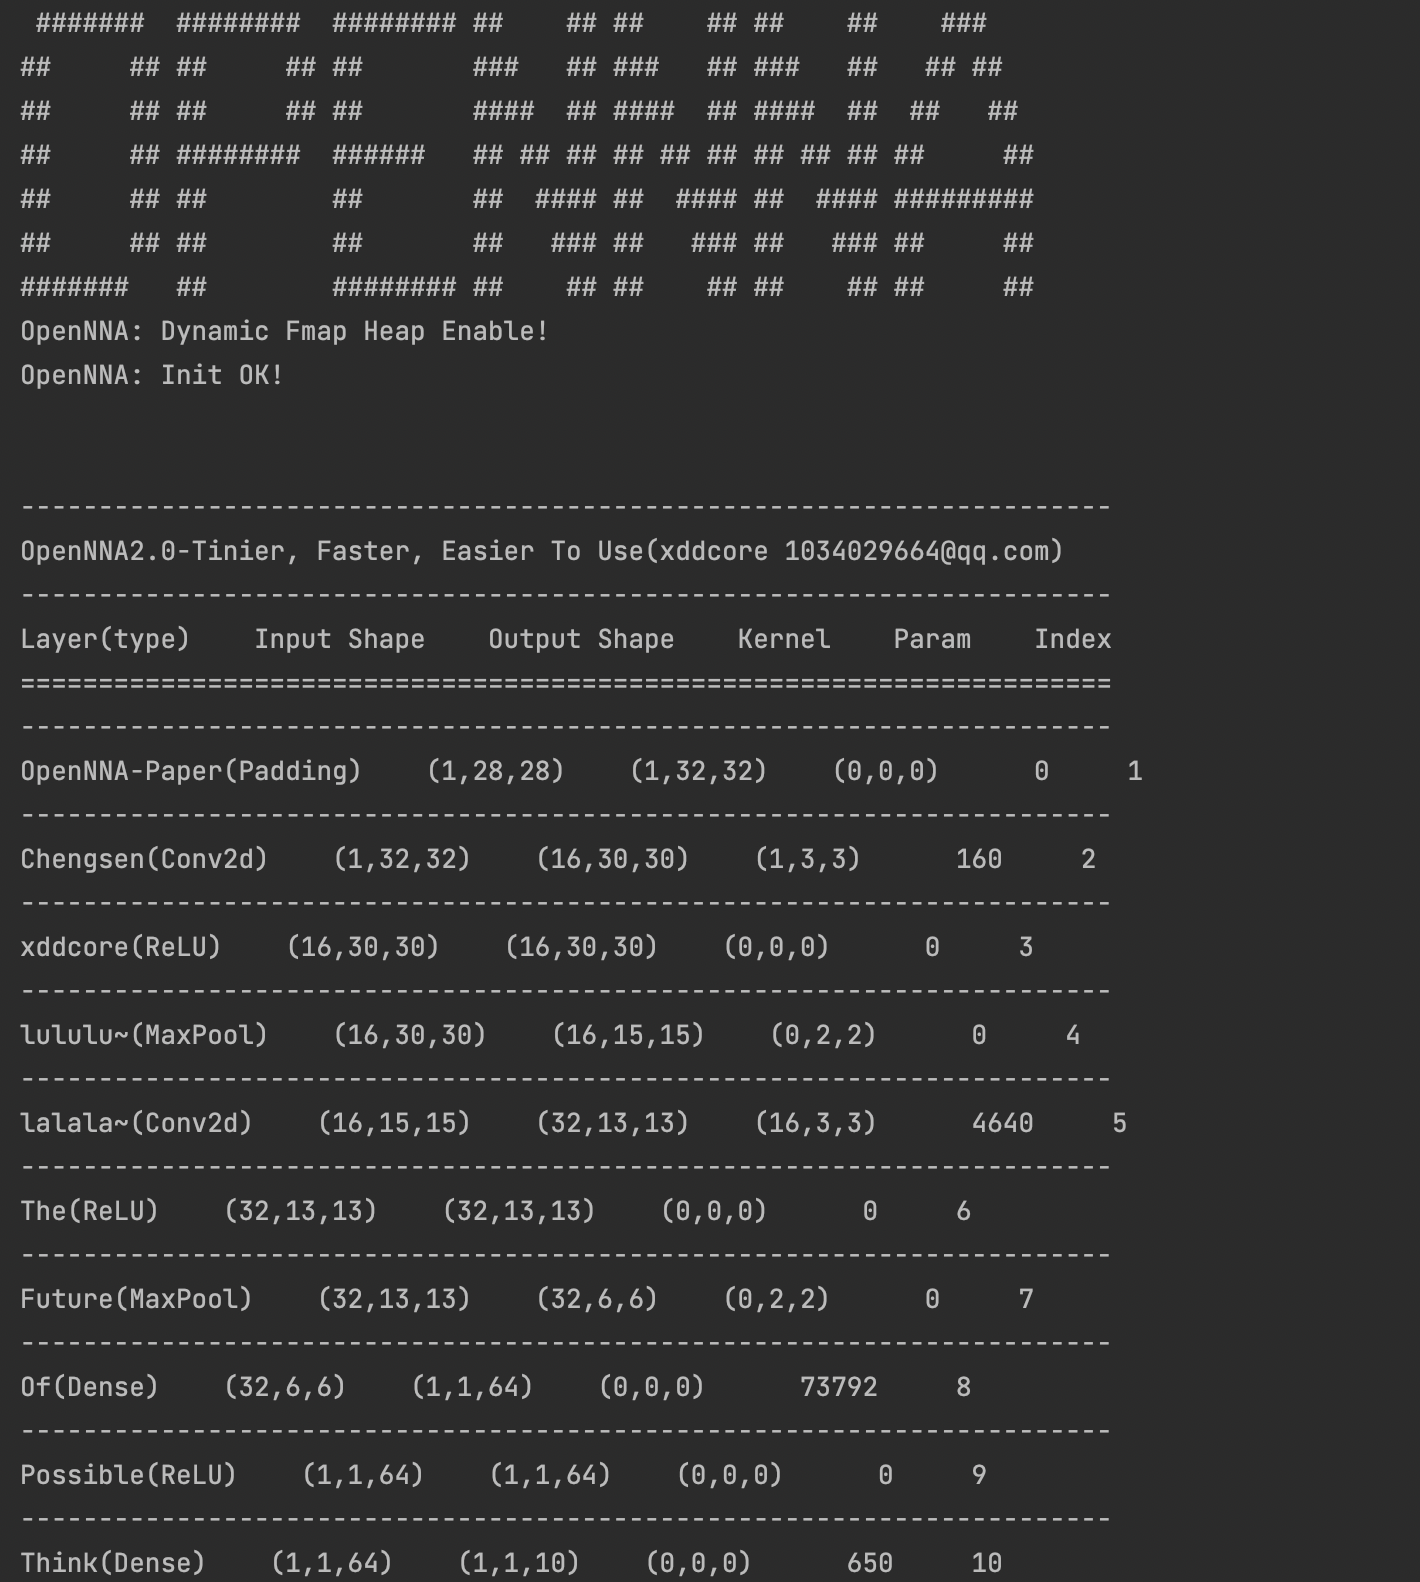 #######  ########  ######## ##    ## ##    ## ##    ##    ###
##     ## ##     ## ##       ###   ## ###   ## ###   ##   ## ##
##     ## ##     ## ##       ####  ## ####  ## ####  ##  ##   ##
##     ## ########  ######   ## ## ## ## ## ## ## ## ## ##     ##
##     ## ##        ##       ##  #### ##  #### ##  #### #########
##     ## ##        ##       ##   ### ##   ### ##   ### ##     ##
#######   ##        ######## ##    ## ##    ## ##    ## ##     ##
OpenNNA: Dynamic Fmap Heap Enable!
OpenNNA: Init OK!
----------------------------------------------------------------------
OpenNNA2.0-Tinier, Faster, Easier To Use(xddcore 1034029664@qq.com)
----------------------------------------------------------------------
Layer(type)    Input Shape    Output Shape    Kernel    Param    Index
======================================================================
----------------------------------------------------------------------
OpenNNA-Paper(Padding)    (1,28,28)    (1,32,32)    (0,0,0)      0     1
----------------------------------------------------------------------
Chengsen(Conv2d)    (1,32,32)    (16,30,30)    (1,3,3)      160     2
----------------------------------------------------------------------
xddcore(ReLU)    (16,30,30)    (16,30,30)    (0,0,0)      0     3
----------------------------------------------------------------------
lululu~(MaxPool)    (16,30,30)    (16,15,15)    (0,2,2)      0     4
----------------------------------------------------------------------
lalala~(Conv2d)    (16,15,15)    (32,13,13)    (16,3,3)      4640     5
----------------------------------------------------------------------
The(ReLU)    (32,13,13)    (32,13,13)    (0,0,0)      0     6
----------------------------------------------------------------------
Future(MaxPool)    (32,13,13)    (32,6,6)    (0,2,2)      0     7
----------------------------------------------------------------------
Of(Dense)    (32,6,6)    (1,1,64)    (0,0,0)      73792     8
----------------------------------------------------------------------
Possible(ReLU)    (1,1,64)    (1,1,64)    (0,0,0)      0     9
----------------------------------------------------------------------
Think(Dense)    (1,1,64)    (1,1,10)    (0,0,0)      650     10